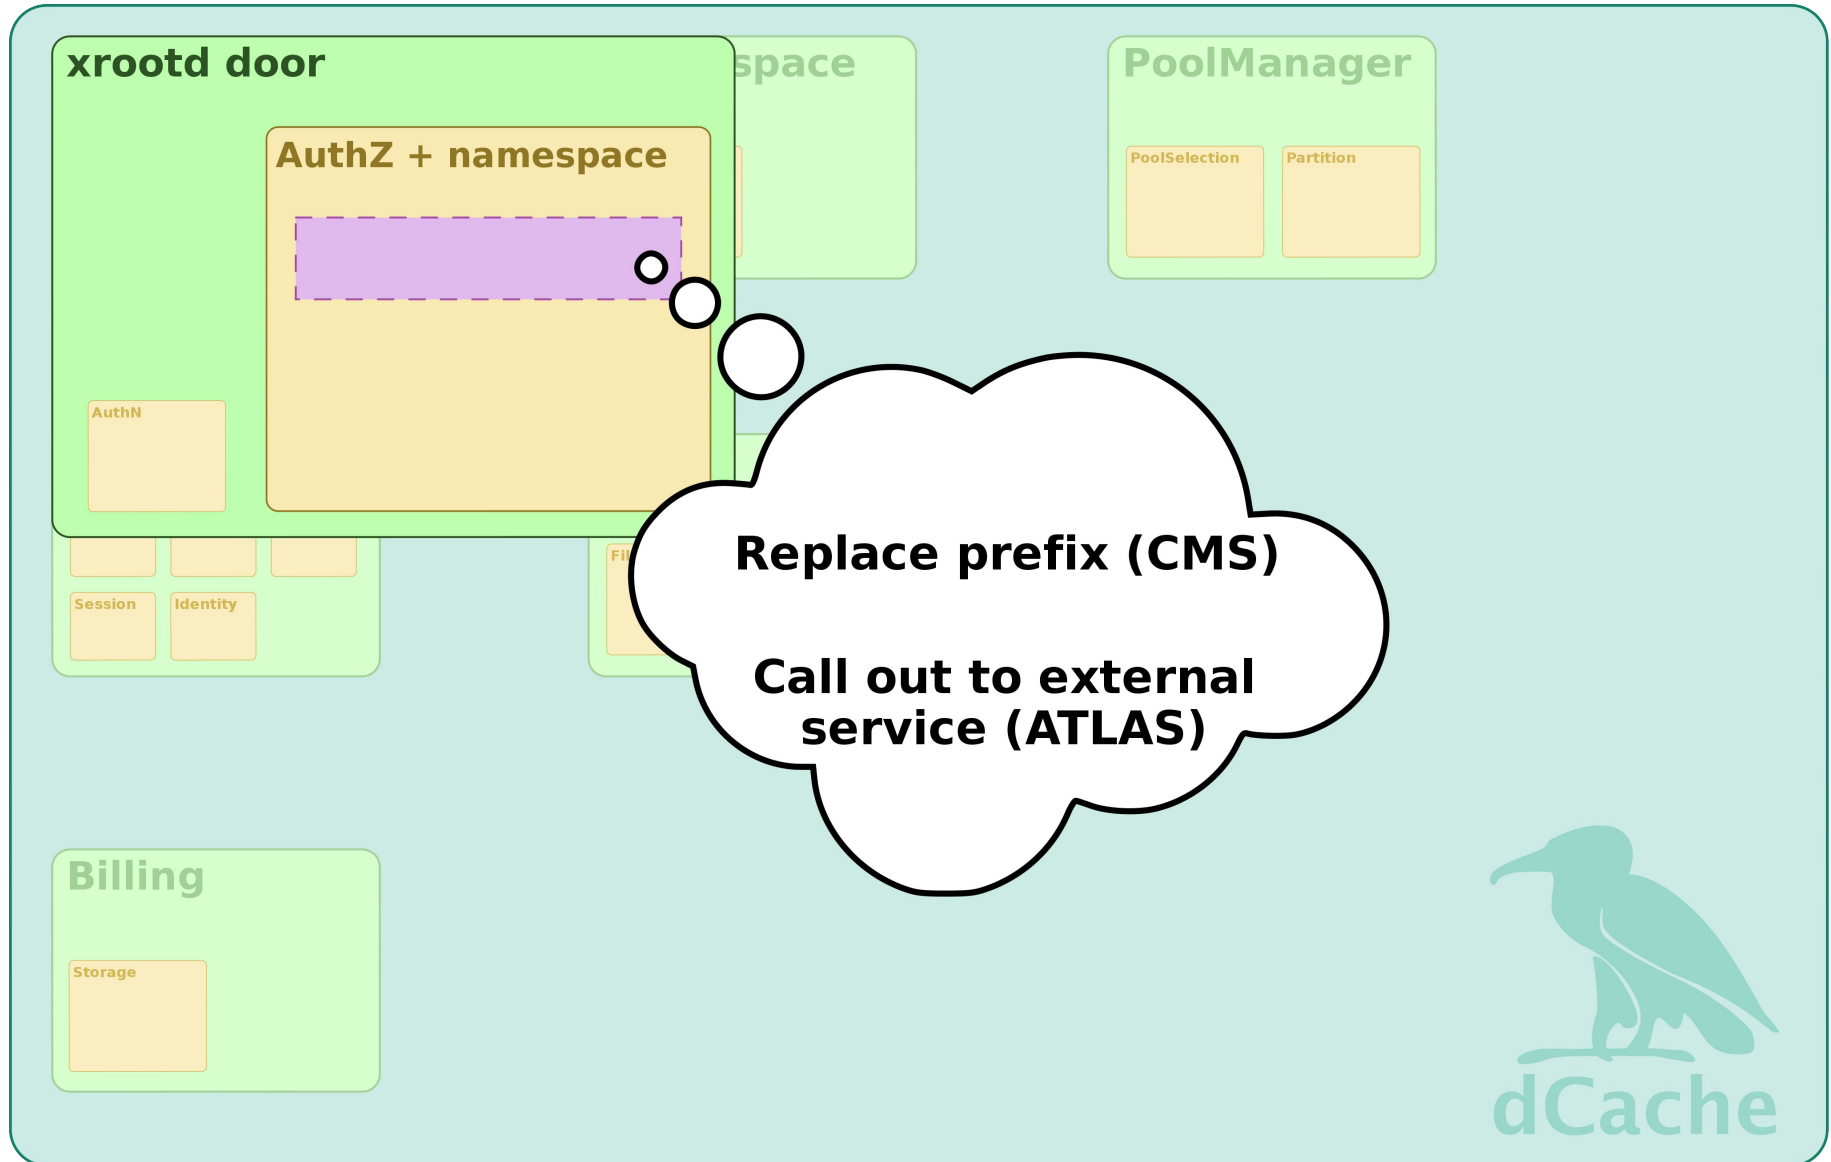 xrootd door
space
PoolManager
AuthZ + namespace
PoolSelection
Partition
AuthN
Session
Identity
Replace prefix (CMS)
Call out to external
service (ATLAS)
Billing
Storage
dCache